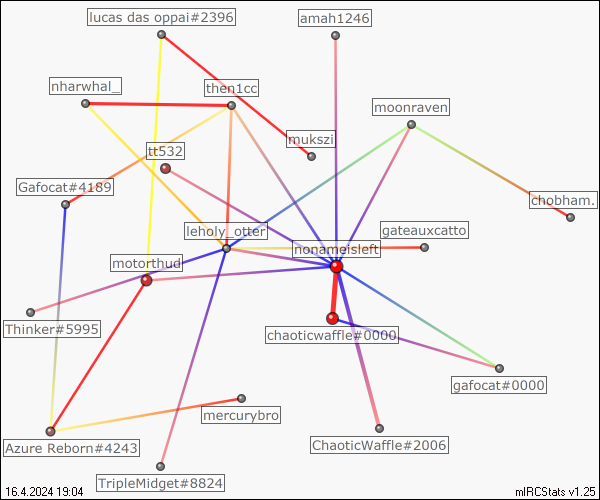 lucas das oppai#2396
amah1246
nharwhal_
then1cc
moonraven
mukszi
tt532
Gafocat#4189
chobham.
leholy_otter
gateauxcatto
nonameisleft
motorthud
Thinker#5995
chaoticwaffle#0000
gafocat#0000
mercurybro
Azure Reborn#4243
ChaoticWaffle#2006
TripleMidget#8824
16.4.2024 19:04
mIRCStats v1.25